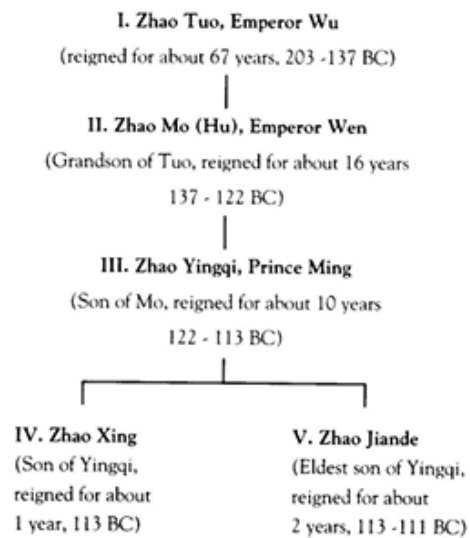 I. Zhao Tuo, Emperor Wu
(reigned for about 67 years, 203 -137 BC)
II. Zhao Mo (Hu), Emperor Wen
(Grandson of Tuo, reigned for about 16 years
137 - 122 BC)
III. Zhao Yingqi, Prince Ming
(Son of Mo, reigned for about 10 years
122 - 113 BC)
IV. Zhao Xing
(Son of Yingqi,
reigned for about
1 year, 113 BC)
V. Zhao Jiande
(Eldest son of Yingqi,
reigned for about
2 years, 113 -111 BC)